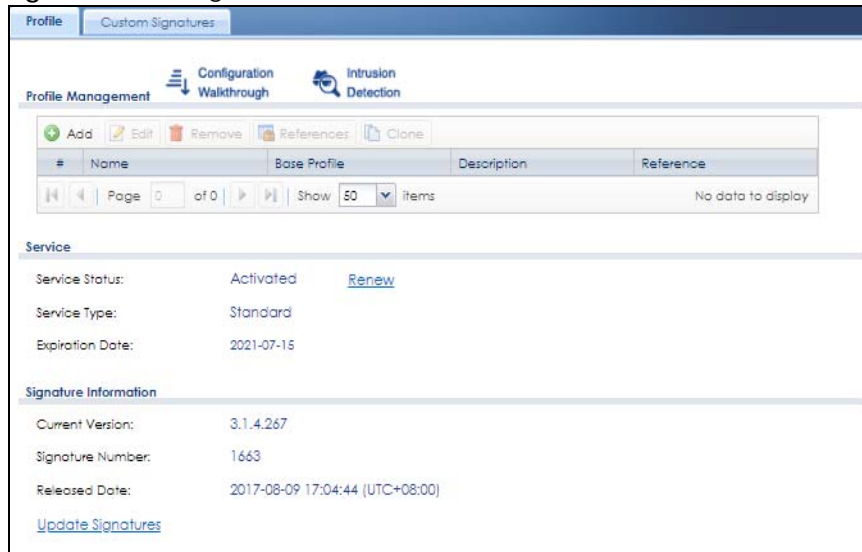 Profile Custom Signatures
Profile Management Configuration Walkthrough Intrusion Detection
Add Edit Remove References Clone
# Name Base Profile Description Reference
Page 0 of 0 Show 50 items No data to display
Service
Service Status: Activated Renew
Service Type: Standard
Expiration Date: 2021-07-15
Signature Information
Current Version: 3.1.4.267
Signature Number: 1663
Released Date: 2017-08-09 17:04:44 (UTC+08:00)
Update Signatures